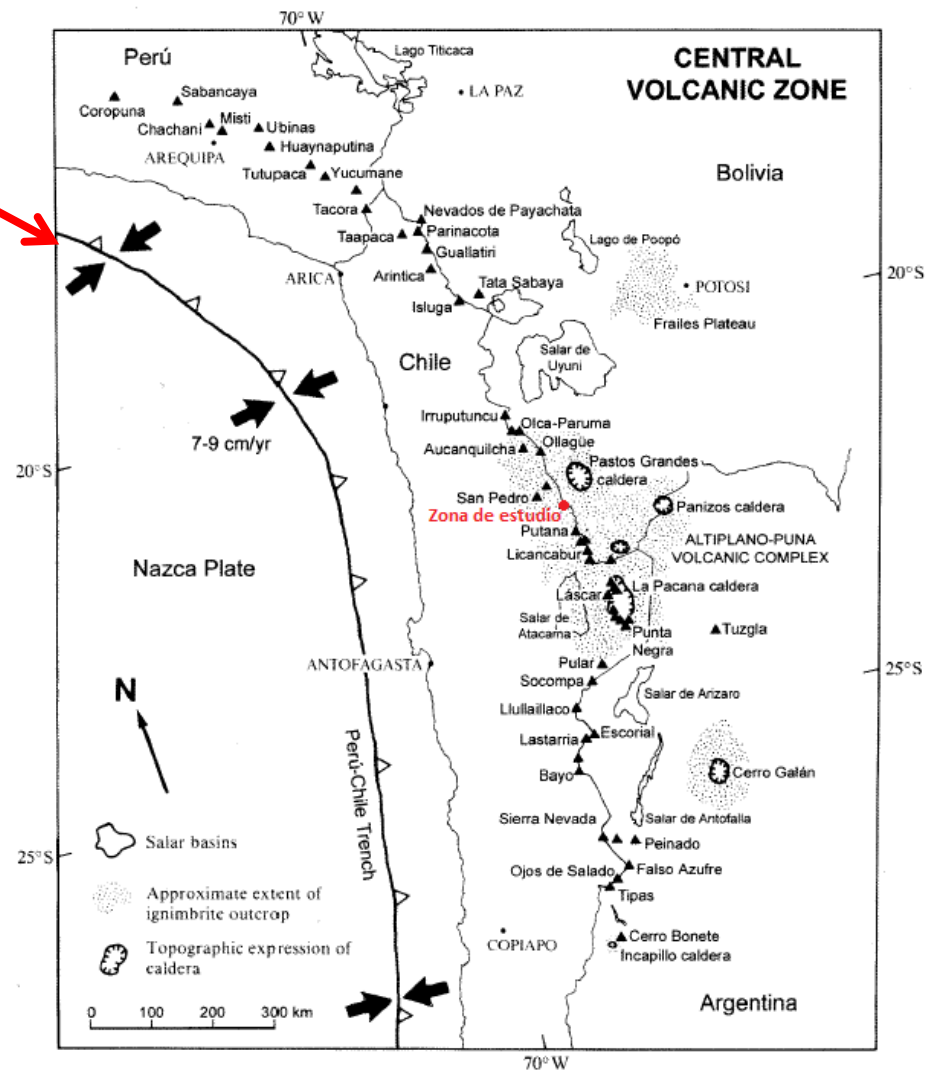 70° W
CENTRAL
VOLCANIC ZONE
Perú
Lago Titicaca
LA PAZ
Sabancaya
Coropuna
Misti
Chachani
Ubinas
AREQUIPA
Huaynaputina
Tutupaca
Yucumane
Bolivia
Tacora
Nevados de Payachata
Parinacota
Taapaca
Guallatiri
Lago de Poopó
ARICA
Arintica
Tata Sabaya
20°S
POTOSI
Isluga
Frailes Plateau
Chile
Salar de
Uyuni
Irruputuncu
Olca-Paruma
7-9 cm/yr
Aucanquilcha
Ollagüe
Pastos Grandes
caldera
20°S
San Pedro
Panizos caldera
Zona de estudio
Putana
ALTIPLANO-PUNA
VOLCANIC COMPLEX
Licancabur
Nazca Plate
La Pacana caldera
Láscar
Salar de
Atacama
Punta
Negra
Tuzgla
ANTOFAGASTA
Pular
25°S
Socompa
Salar de Arizaro
N
Llullaillaco
Escorial
Lastarria
Perú-Chile Trench
Bayo
Cerro Galán
Sierra Nevada
Salar de Antofalla
Salar basins
Peinado
25°S
Ojos de Salado
Falso Azufre
Approximate extent of
ignimbrite outcrop
Tipas
COPIAPO
Cerro Bonete
Incapillo caldera
Topographic expression of
caldera
Argentina
0 100 200 300 km
70° W